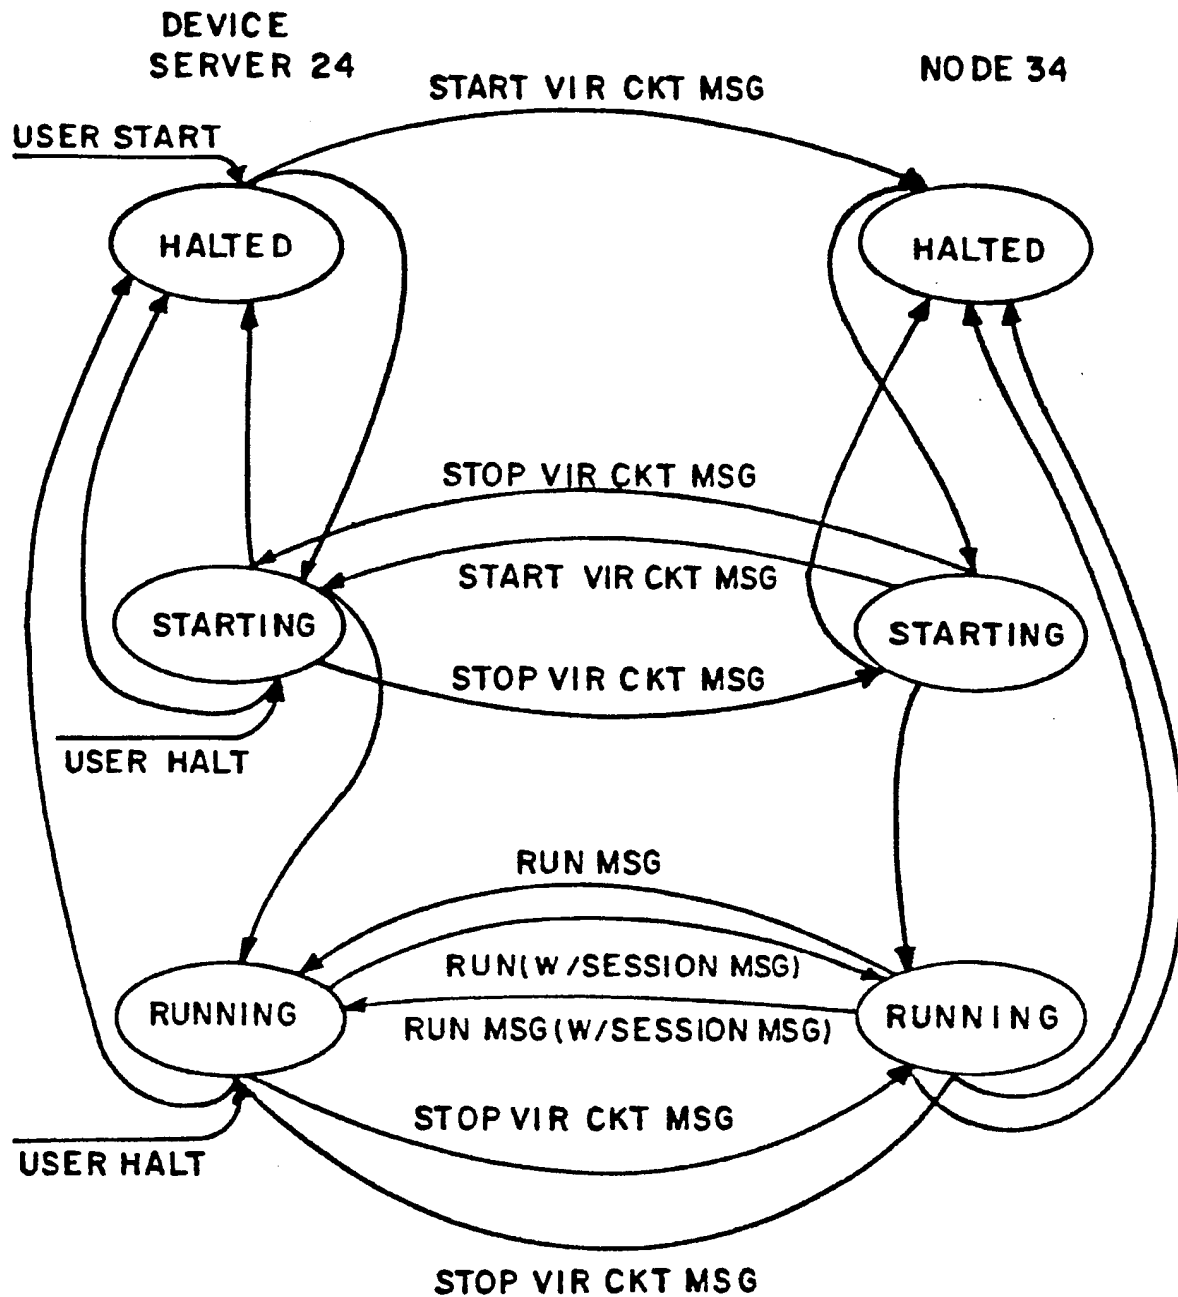 DEVICE
SERVER 24
NODE 34
START VIR CKT MSG
USER START
HALTED
HALTED
STOP VIR CKT MSG
START VIR CKT MSG
STARTING
STARTING
STOP VIR CKT MSG
USER HALT
RUN MSG
RUN(W/SESSION MSG)
RUNNING
RUNNING
RUN MSG(W/SESSION MSG)
STOP VIR CKT MSG
USER HALT
STOP VIR CKT MSG